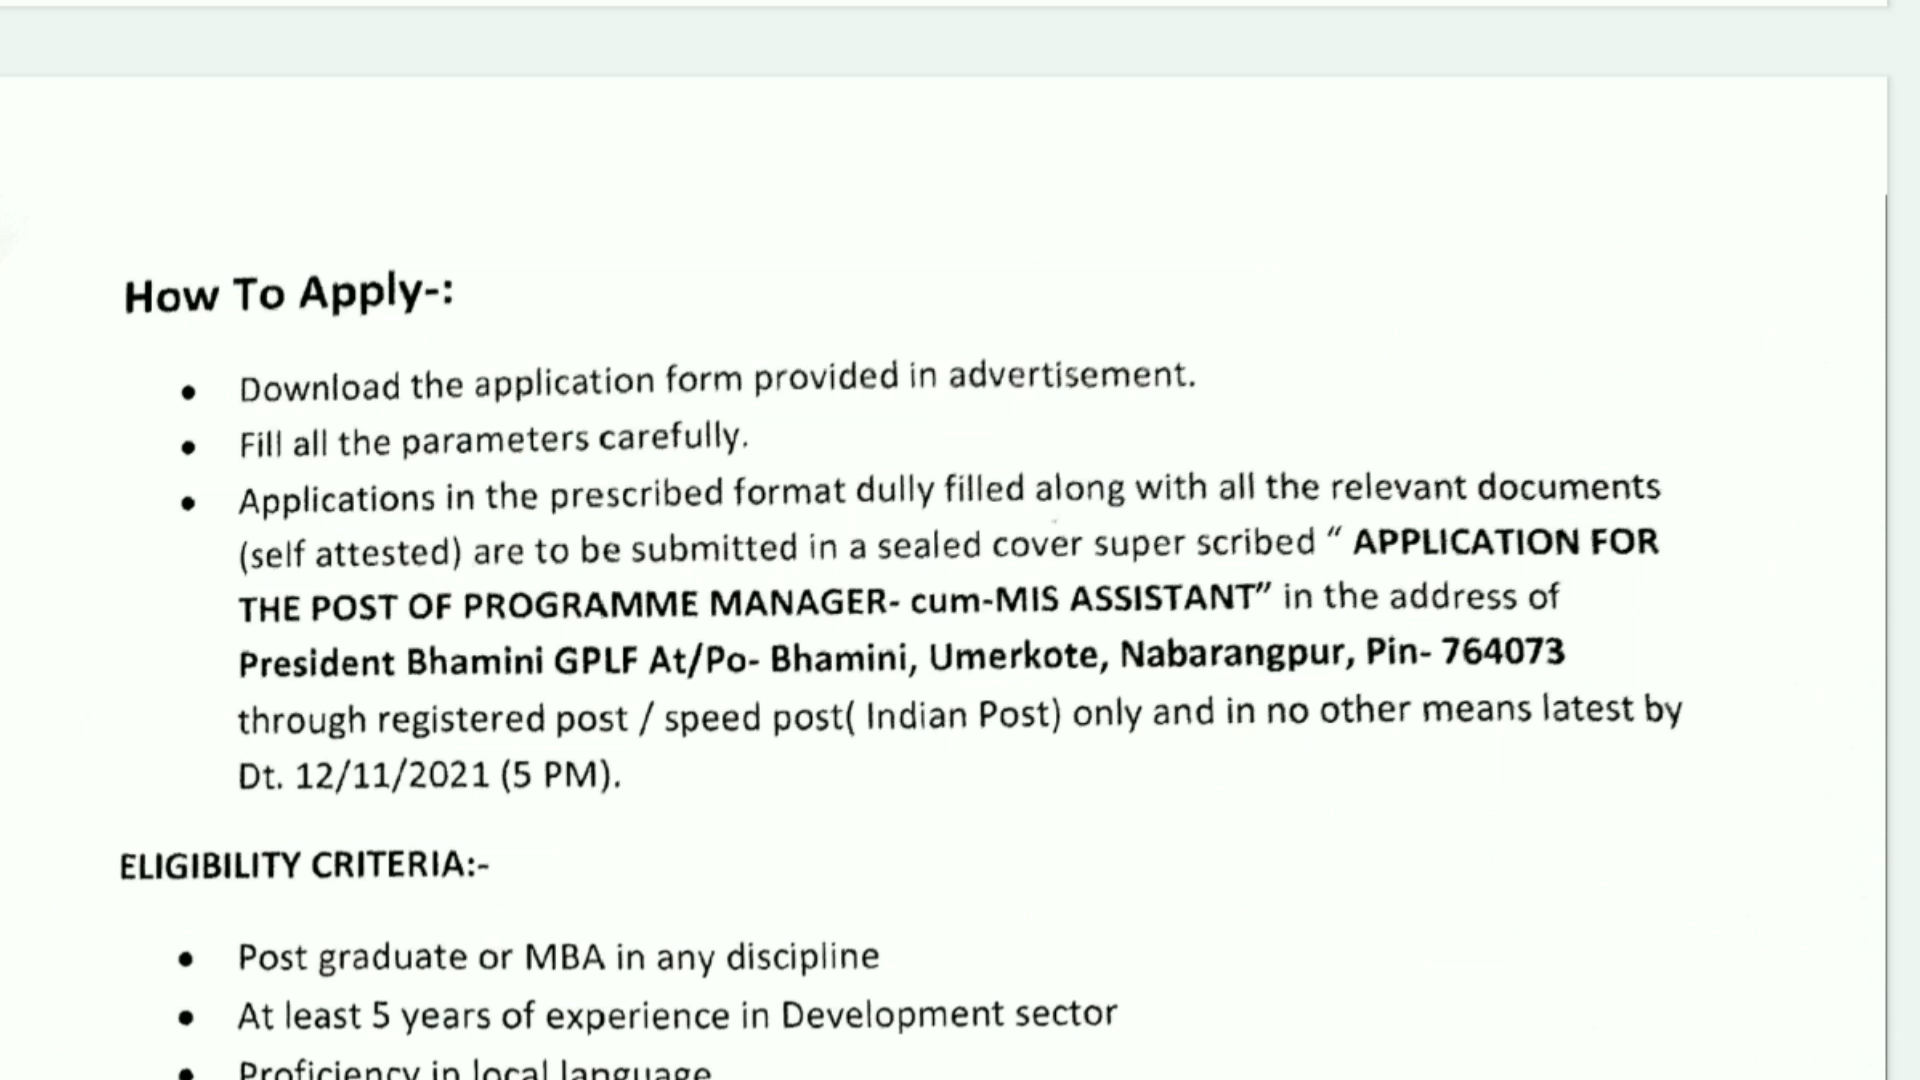 How To Apply-:
• Download the application form provided in advertisement.
• Fill all the parameters carefully.
• Applications in the prescribed format dully filled along with all the relevant documents
(self attested) are to be submitted in a sealed cover super scribed “ APPLICATION FOR
THE POST OF PROGRAMME MANAGER- cum-MIS ASSISTANT” in the address of
President Bhamini GPLF At/Po- Bhamini, Umerkote, Nabarangpur, Pin- 764073
through registered post / speed post( Indian Post) only and in no other means latest by
Dt. 12/11/2021 (5 PM).
ELIGIBILITY CRITERIA:-
• Post graduate or MBA in any discipline
• At least 5 years of experience in Development sector
• Proficiency in local language